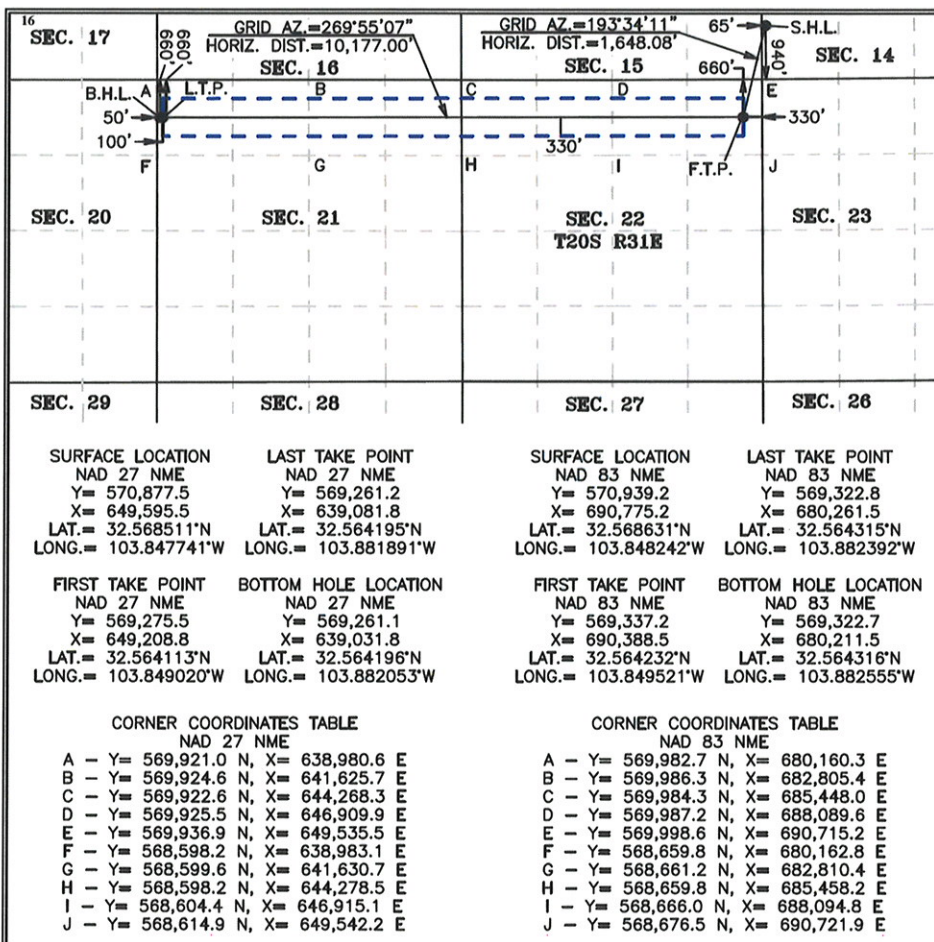 16
SEC. 17
660'
660'
GRID AZ.=269°55'07"
HORIZ. DIST.=10,177.00'
SEC. 16
GRID AZ.=193°34'11"
HORIZ. DIST.=1,648.08'
SEC. 15
65'
S.H.L.
940'
SEC. 14
660'
A
B
C
D
E
B.H.L.
L.T.P.
50'
330'
100'
330'
F
G
H
I
F.T.P.
J
SEC. 20
SEC. 21
SEC. 22
T20S R31E
SEC. 23
SEC. 29
SEC. 28
SEC. 27
SEC. 26
SURFACE LOCATION
NAD 27 NME
Y= 570,877.5
X= 649,595.5
LAT.= 32.568511°N
LONG.= 103.847741°W
LAST TAKE POINT
NAD 27 NME
Y= 569,261.2
X= 639,081.8
LAT.= 32.564195°N
LONG.= 103.881891°W
SURFACE LOCATION
NAD 83 NME
Y= 570,939.2
X= 690,775.2
LAT.= 32.568631°N
LONG.= 103.848242°W
LAST TAKE POINT
NAD 83 NME
Y= 569,322.8
X= 680,261.5
LAT.= 32.564315°N
LONG.= 103.882392°W
FIRST TAKE POINT
NAD 27 NME
Y= 569,275.5
X= 649,208.8
LAT.= 32.564113°N
LONG.= 103.849020°W
BOTTOM HOLE LOCATION
NAD 27 NME
Y= 569,261.1
X= 639,031.8
LAT.= 32.564196°N
LONG.= 103.882053°W
FIRST TAKE POINT
NAD 83 NME
Y= 569,337.2
X= 690,388.5
LAT.= 32.564232°N
LONG.= 103.849521°W
BOTTOM HOLE LOCATION
NAD 83 NME
Y= 569,322.7
X= 680,211.5
LAT.= 32.564316°N
LONG.= 103.882555°W
CORNER COORDINATES TABLE
NAD 27 NME
A - Y= 569,921.0 N, X= 638,980.6 E
B - Y= 569,924.6 N, X= 641,625.7 E
C - Y= 569,922.6 N, X= 644,268.3 E
D - Y= 569,925.5 N, X= 646,909.9 E
E - Y= 569,936.9 N, X= 649,535.5 E
F - Y= 568,598.2 N, X= 638,983.1 E
G - Y= 568,599.6 N, X= 641,630.7 E
H - Y= 568,598.2 N, X= 644,278.5 E
I - Y= 568,604.4 N, X= 646,915.1 E
J - Y= 568,614.9 N, X= 649,542.2 E
CORNER COORDINATES TABLE
NAD 83 NME
A - Y= 569,982.7 N, X= 680,160.3 E
B - Y= 569,986.3 N, X= 682,805.4 E
C - Y= 569,984.3 N, X= 685,448.0 E
D - Y= 569,987.2 N, X= 688,089.6 E
E - Y= 569,998.6 N, X= 690,715.2 E
F - Y= 568,659.8 N, X= 680,162.8 E
G - Y= 568,661.2 N, X= 682,810.4 E
H - Y= 568,659.8 N, X= 685,458.2 E
I - Y= 568,666.0 N, X= 688,094.8 E
J - Y= 568,676.5 N, X= 690,721.9 E